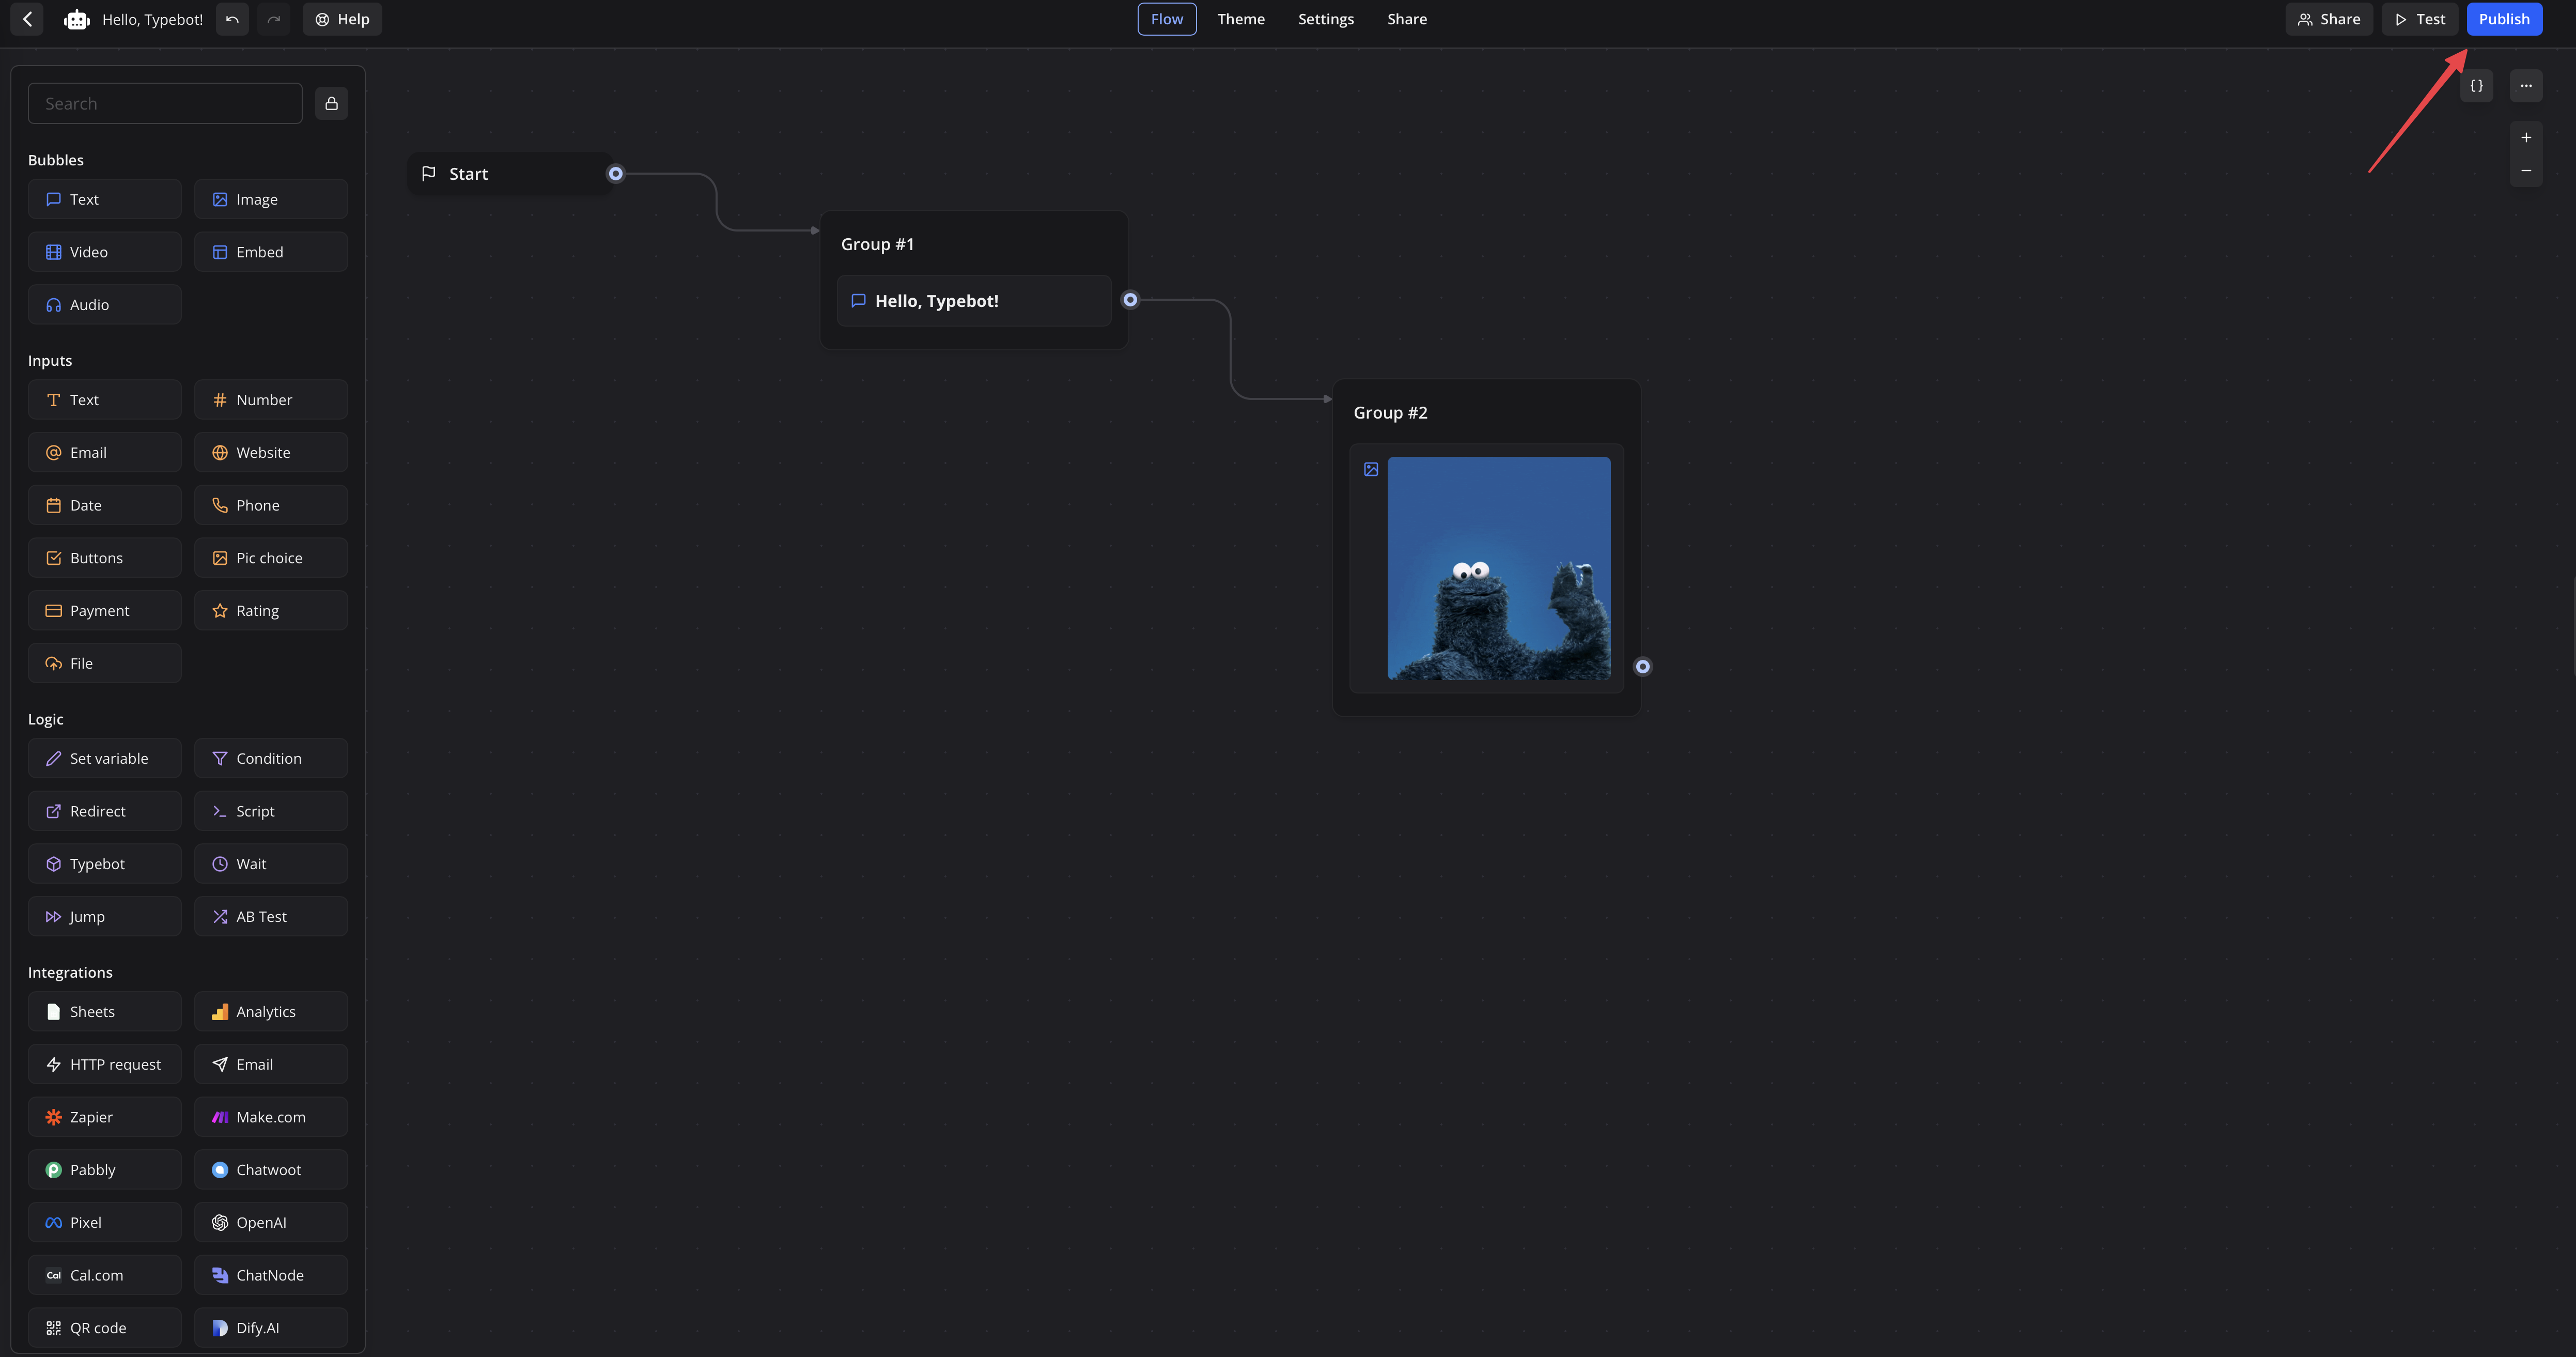 Hello, Typebot!
Help
Flow
Theme
Settings
Share
Share
Test
Publish
Search
Bubbles
Text
Image
Video
Embed
Audio
Inputs
Text
Number
Email
Website
Date
Phone
Buttons
Pic choice
Payment
Rating
File
Logic
Set variable
Condition
Redirect
Script
Typebot
Wait
Jump
AB Test
Integrations
Sheets
Analytics
HTTP request
Email
Zapier
Make.com
Pabbly
Chatwoot
Pixel
OpenAI
Cal Cal.com
ChatNode
QR code
Dify.AI
Start
Group #1
Hello, Typebot!
Group #2
{}